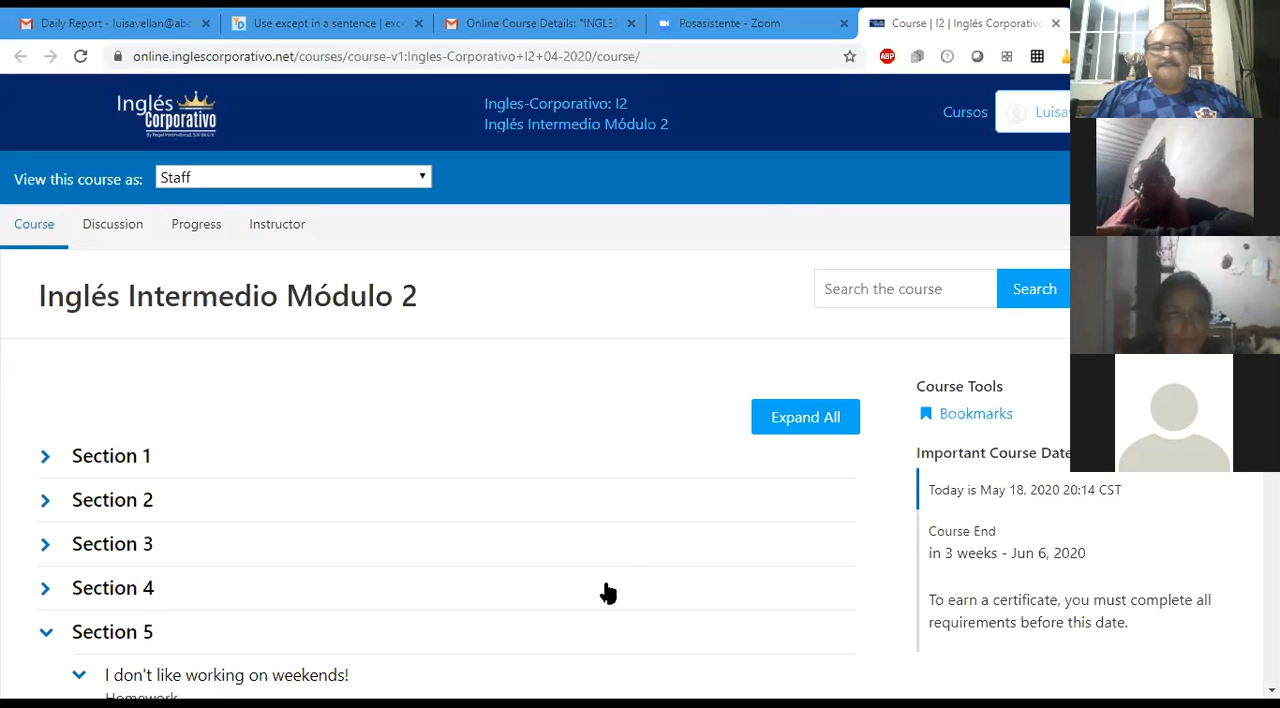 Daily Report - luisavellan@abc
Use except in a sentence | exc
Online Course Details: "INGLES
Posasistente - Zoom
Course | I2 | Inglés Corporativo
online.inglescorporativo.net/courses/course-v1:Ingles-Corporativo+I2+04-2020/course/
ABP
Inglés
Corporativo
Ingles-Corporativo: I2
Inglés Intermedio Módulo 2
Cursos
Luisa
View this course as:
Staff
Course
Discussion
Progress
Instructor
Inglés Intermedio Módulo 2
Search the course
Search
Expand All
Section 1
Section 2
Section 3
Section 4
Section 5
I don't like working on weekends!
Homework
Course Tools
Bookmarks
Important Course Date
Today is May 18, 2020 20:14 CST
Course End
in 3 weeks - Jun 6, 2020
To earn a certificate, you must complete all
requirements before this date.